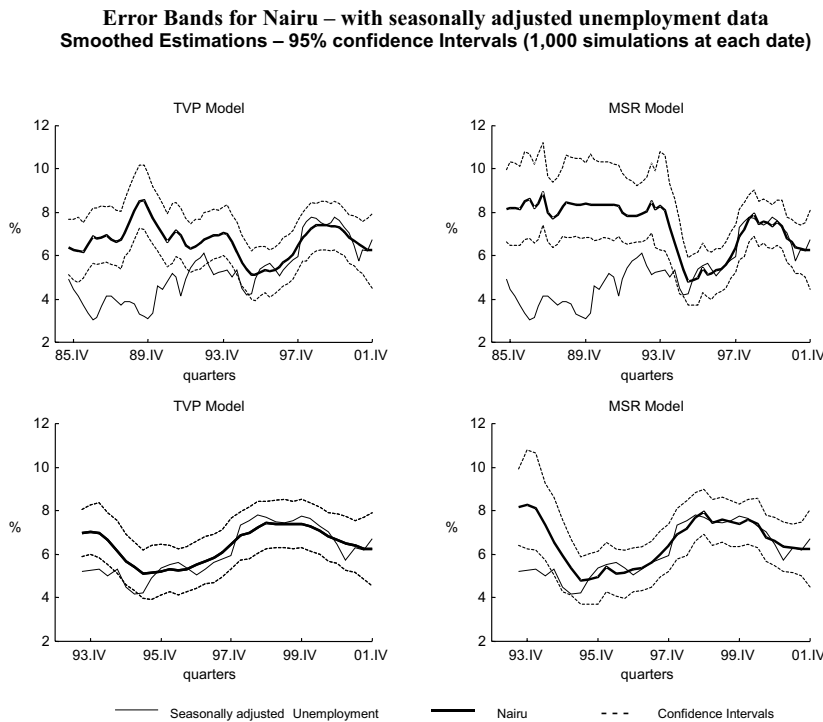 Error Bands for Nairu – with seasonally adjusted unemployment data
Smoothed Estimations – 95% confidence Intervals (1,000 simulations at each date)
TVP Model
12
10
8
%
6
4
2
85.IV 89.IV 93.IV 97.IV 01.IV
quarters
MSR Model
12
10
8
%
6
4
2
85.IV 89.IV 93.IV 97.IV 01.IV
quarters
TVP Model
12
10
8
%
6
4
2
93.IV 95.IV 97.IV 99.IV 01.IV
quarters
MSR Model
12
10
8
%
6
4
2
93.IV 95.IV 97.IV 99.IV 01.IV
quarters
Seasonally adjusted Unemployment Nairu Confidence Intervals